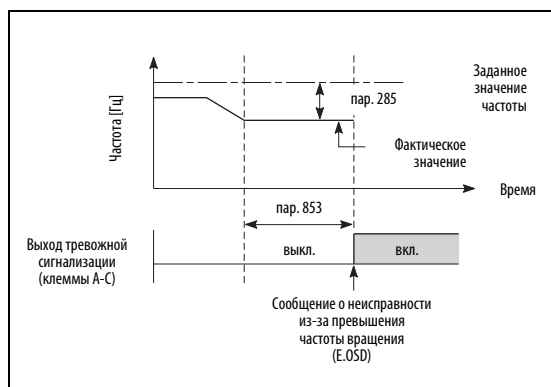 Частота [Гц]
Заданное
значение
частоты
пар. 285
Фактическое
значение
Время
пар. 853
Выход тревожной
сигнализации
(клеммы A-C)
выкл.
вкл.
Сообщение о неисправности
из-за превышения
частоты вращения
(E.OSD)